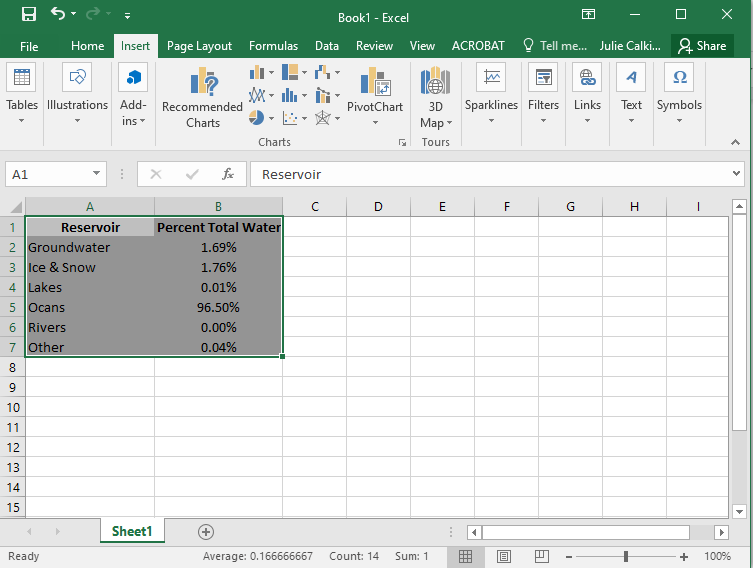 Book1 - Excel
File Home Insert Page Layout Formulas Data Review View ACROBAT Tell me... Julie Calki... Share
Tables Illustrations Add-ins Recommended Charts PivotChart 3D Map Sparklines Filters Links Text Symbols
Charts Tours
A1 fx Reservoir
A B C D E F G H I
1 Reservoir Percent Total Water
2 Groundwater 1.69%
3 Ice & Snow 1.76%
4 Lakes 0.01%
5 Ocans 96.50%
6 Rivers 0.00%
7 Other 0.04%
8
9
10
11
12
13
14
15
Sheet1
Ready Average: 0.166666667 Count: 14 Sum: 1 100%